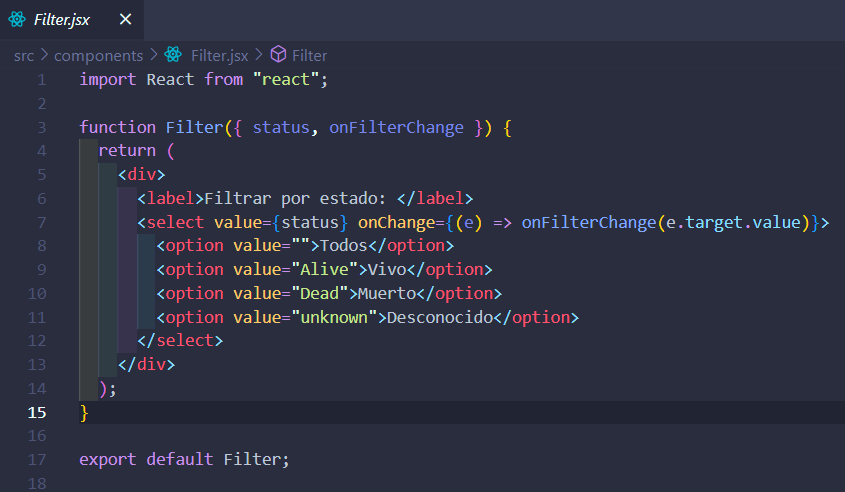 Filter.jsx ×
src > components > Filter.jsx > Filter
1 import React from "react";
2
3 function Filter({ status, onFilterChange }) {
4   return (
5     <div>
6       <label>Filtrar por estado: </label>
7       <select value={status} onChange={(e) => onFilterChange(e.target.value)}>
8         <option value="">Todos</option>
9         <option value="Alive">Vivo</option>
10         <option value="Dead">Muerto</option>
11         <option value="unknown">Desconocido</option>
12       </select>
13     </div>
14   );
15 }
16
17 export default Filter;
18